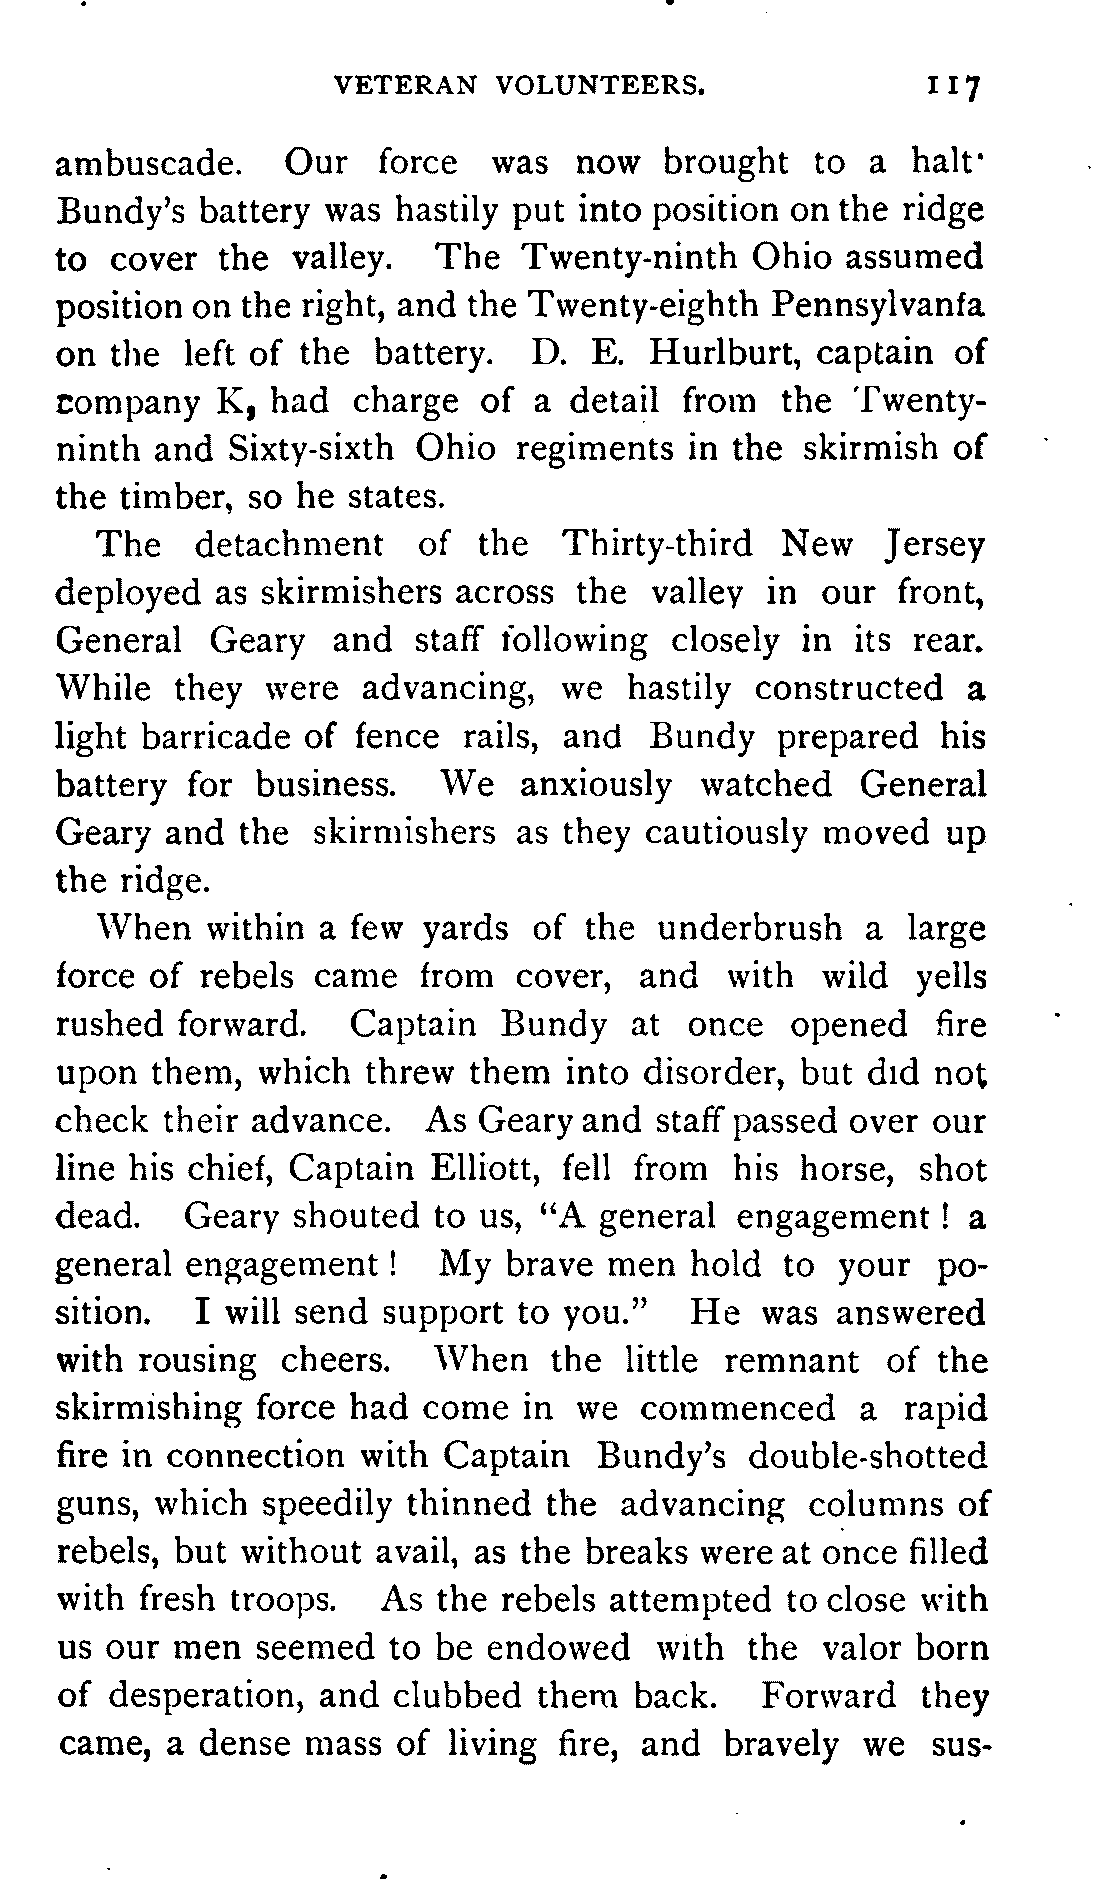 VETERAN VOLUNTEERS. 117
ambuscade. Our force was now brought to a halt·
Bundy's battery was hastily put into position on the ridge
to cover the valley. The Twenty-ninth Ohio assumed
position on the right, and the Twenty-eighth Pennsylvania
on the left of the battery. D. E. Hurlburt, captain of
company K, had charge of a detail from the Twenty-
ninth and Sixty-sixth Ohio regiments in the skirmish of
the timber, so he states.
The detachment of the Thirty-third New Jersey
deployed as skirmishers across the valley in our front,
General Geary and staff following closely in its rear.
While they were advancing, we hastily constructed a
light barricade of fence rails, and Bundy prepared his
battery for business. We anxiously watched General
Geary and the skirmishers as they cautiously moved up
the ridge.
When within a few yards of the underbrush a large
force of rebels came from cover, and with wild yells
rushed forward. Captain Bundy at once opened fire
upon them, which threw them into disorder, but did not
check their advance. As Geary and staff passed over our
line his chief, Captain Elliott, fell from his horse, shot
dead. Geary shouted to us, "A general engagement ! a
general engagement ! My brave men hold to your po-
sition. I will send support to you." He was answered
with rousing cheers. When the little remnant of the
skirmishing force had come in we commenced a rapid
fire in connection with Captain Bundy's double-shotted
guns, which speedily thinned the advancing columns of
rebels, but without avail, as the breaks were at once filled
with fresh troops. As the rebels attempted to close with
us our men seemed to be endowed with the valor born
of desperation, and clubbed them back. Forward they
came, a dense mass of living fire, and bravely we sus-